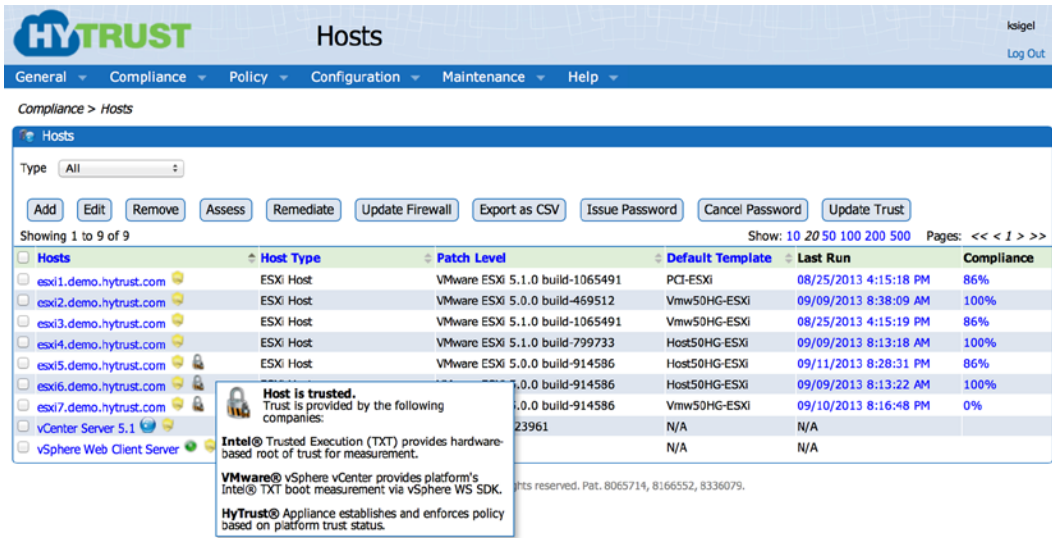 HYTRUST
Hosts
ksigel
Log Out
General Compliance Policy Configuration Maintenance Help
Compliance > Hosts
Hosts
Type All
Add Edit Remove Assess Remediate Update Firewall Export as CSV Issue Password Cancel Password Update Trust
Showing 1 to 9 of 9 Show: 10 20 50 100 200 500 Pages: << < 1 > >>
Hosts Host Type Patch Level Default Template Last Run Compliance
esxi1.demo.hytrust.com ESXi Host VMware ESXi 5.1.0 build-1065491 PCI-ESXi 08/25/2013 4:15:18 PM 86%
esxi2.demo.hytrust.com ESXi Host VMware ESXi 5.0.0 build-469512 Vmw50HG-ESXi 09/09/2013 8:38:09 AM 100%
esxi3.demo.hytrust.com ESXi Host VMware ESXi 5.1.0 build-1065491 Vmw50HG-ESXi 08/25/2013 4:15:19 PM 86%
esxi4.demo.hytrust.com ESXi Host VMware ESXi 5.1.0 build-799733 Host50HG-ESXi 09/09/2013 8:13:18 AM 100%
esxi5.demo.hytrust.com ESXi Host VMware ESXi 5.0.0 build-914586 Host50HG-ESXi 09/11/2013 8:28:31 PM 86%
esxi6.demo.hytrust.com 5.0.0 build-914586 Host50HG-ESXi 09/09/2013 8:13:22 AM 100%
esxi7.demo.hytrust.com 5.0.0 build-914586 Vmw50HG-ESXi 09/10/2013 8:16:48 PM 0%
vCenter Server 5.1 23961 N/A N/A
vSphere Web Client Server N/A N/A
Host is trusted.
Trust is provided by the following
companies:
Intel® Trusted Execution (TXT) provides hardware-
based root of trust for measurement.
VMware® vSphere vCenter provides platform's
Intel® TXT boot measurement via vSphere WS SDK.
HyTrust® Appliance establishes and enforces policy
based on platform trust status.
hts reserved. Pat. 8065714, 8166552, 8336079.